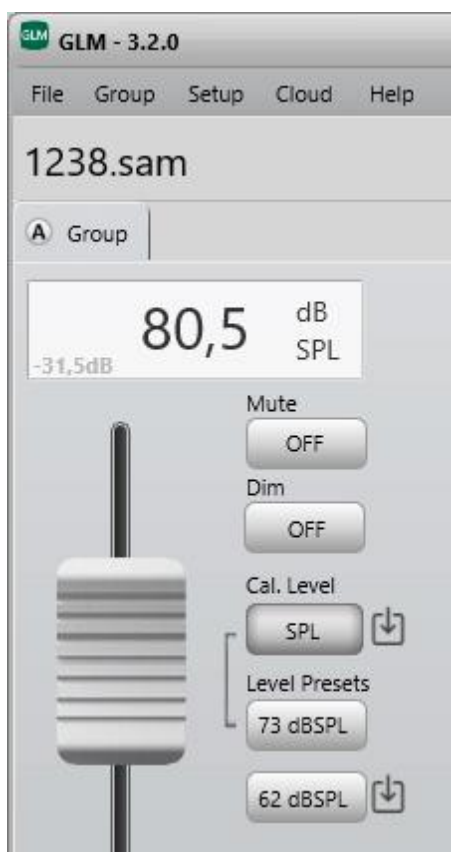 GLM GLM - 3.2.0
File Group Setup Cloud Help
1238.sam
A Group
80,5 dB SPL
-31,5dB
Mute
OFF
Dim
OFF
Cal. Level
SPL
Level Presets
73 dBSPL
62 dBSPL